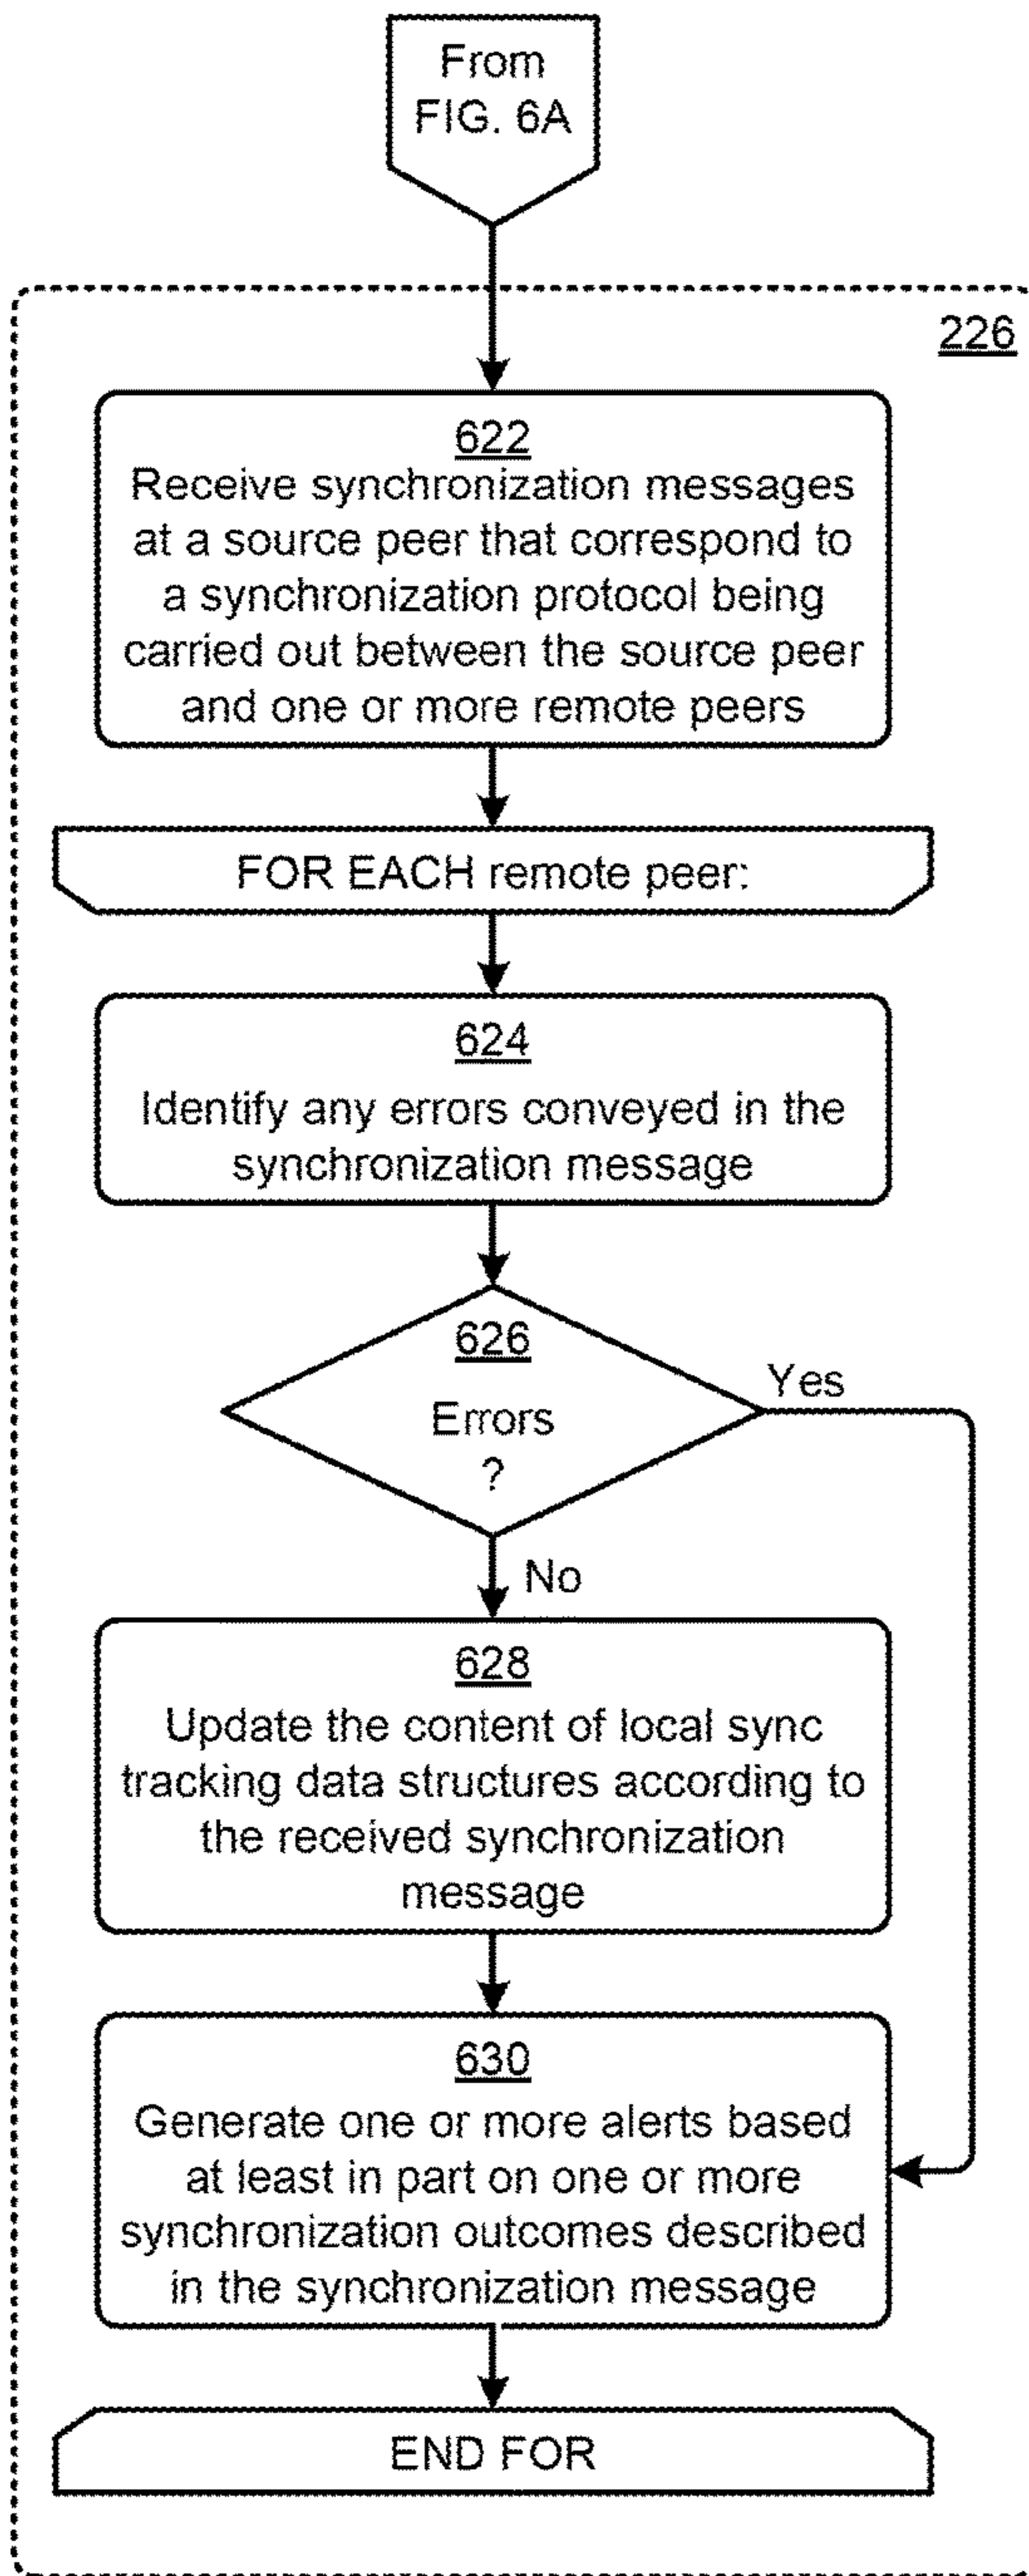 From
FIG. 6A
226
622
Receive synchronization messages
at a source peer that correspond to
a synchronization protocol being
carried out between the source peer
and one or more remote peers
FOR EACH remote peer:
624
Identify any errors conveyed in the
synchronization message
626
Errors
?
Yes
No
628
Update the content of local sync
tracking data structures according to
the received synchronization
message
630
Generate one or more alerts based
at least in part on one or more
synchronization outcomes described
in the synchronization message
END FOR